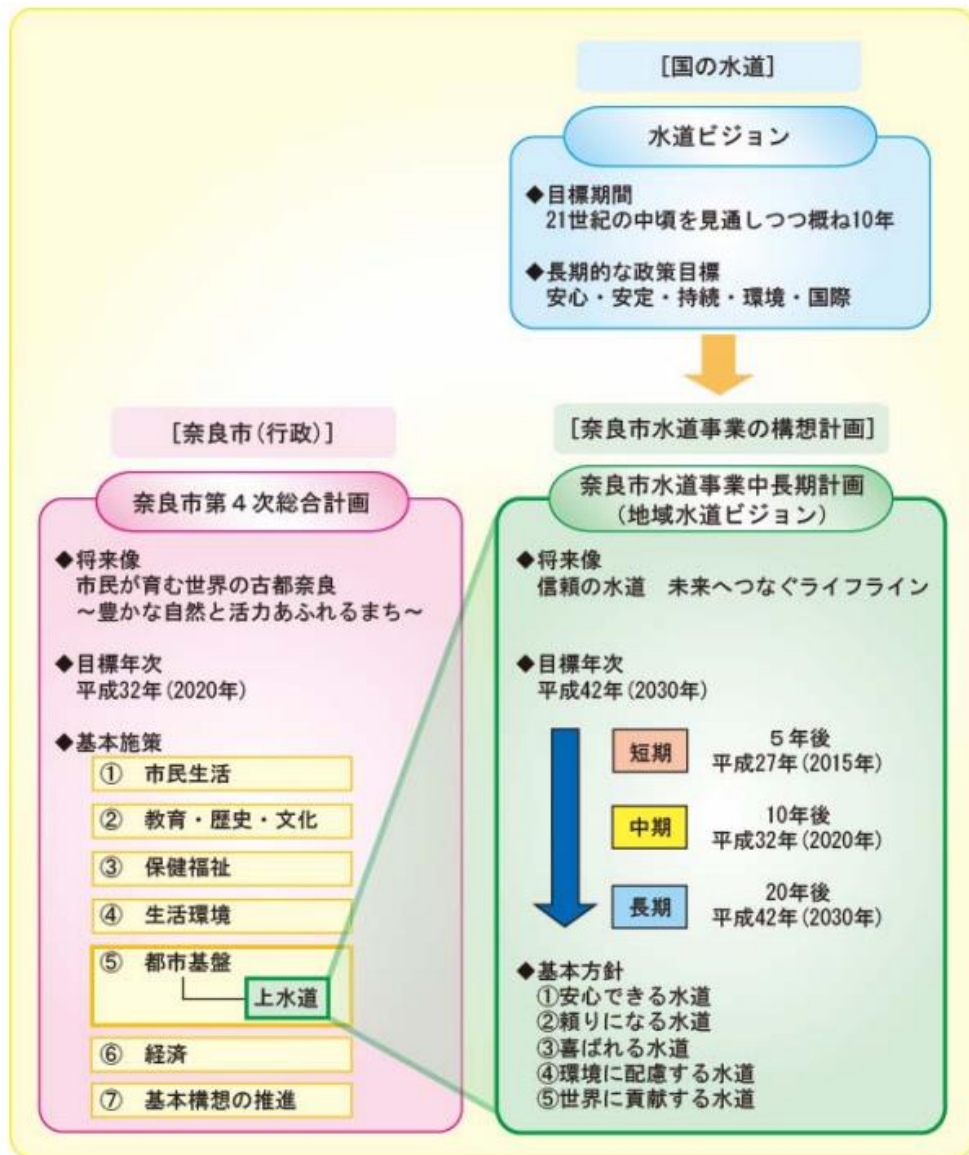 [国の水道]
水道ビジョン
◆目標期間
21世紀の中頃を見通しつつ概ね10年
◆長期的な政策目標
安心・安定・持続・環境・国際
[奈良市(行政)]
奈良市第4次総合計画
◆将来像
市民が育む世界の古都奈良
～豊かな自然と活力あふれるまち～
◆目標年次
平成32年(2020年)
◆基本施策
① 市民生活
② 教育・歴史・文化
③ 保健福祉
④ 生活環境
⑤ 都市基盤
上水道
⑥ 経済
⑦ 基本構想の推進
[奈良市水道事業の構想計画]
奈良市水道事業中長期計画
(地域水道ビジョン)
◆将来像
信頼の水道 未来へつなぐライフライン
◆目標年次
平成42年(2030年)
短期
5年後
平成27年(2015年)
中期
10年後
平成32年(2020年)
長期
20年後
平成42年(2030年)
◆基本方針
①安心できる水道
②頼りになる水道
③喜ばれる水道
④環境に配慮する水道
⑤世界に貢献する水道